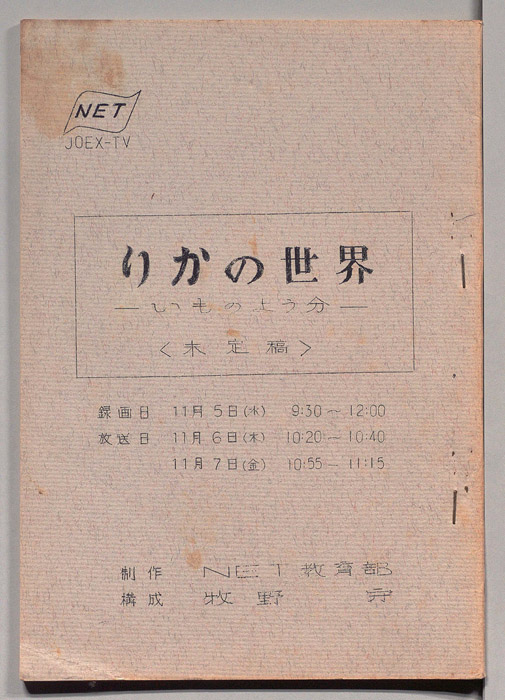 NET
JOEX-TV
りかの世界
―いものよう分―
〈未定稿〉
録画日 11月5日(水) 9:30〜12:00
放送日 11月6日(木) 10:20〜10:40
11月7日(金) 10:55〜11:15
制作 NET教育部
構成 牧野 守